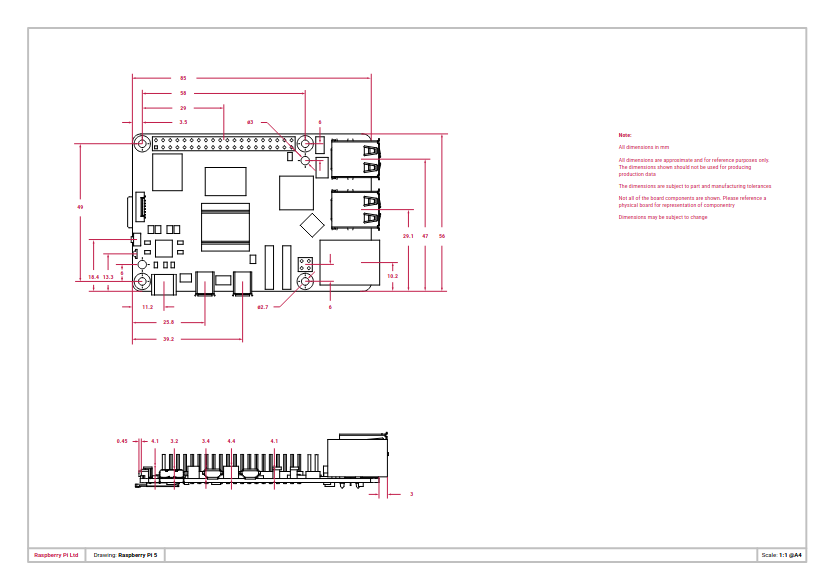 85
58
29
3.5
ø3
6
Note:
All dimensions in mm
All dimensions are approximate and for reference purposes only.
The dimensions shown should not be used for producing
production data
The dimensions are subject to part and manufacturing tolerances
Not all of the board components are shown. Please reference a
physical board for representation of componentry
Dimensions may be subject to change
49
29.1
47
56
18.4
13.3
6
10.2
11.2
ø2.7
6
25.8
39.2
0.45
4.1
3.2
3.4
4.4
4.1
3
Raspberry Pi Ltd
Drawing: Raspberry Pi 5
Scale: 1:1 @A4